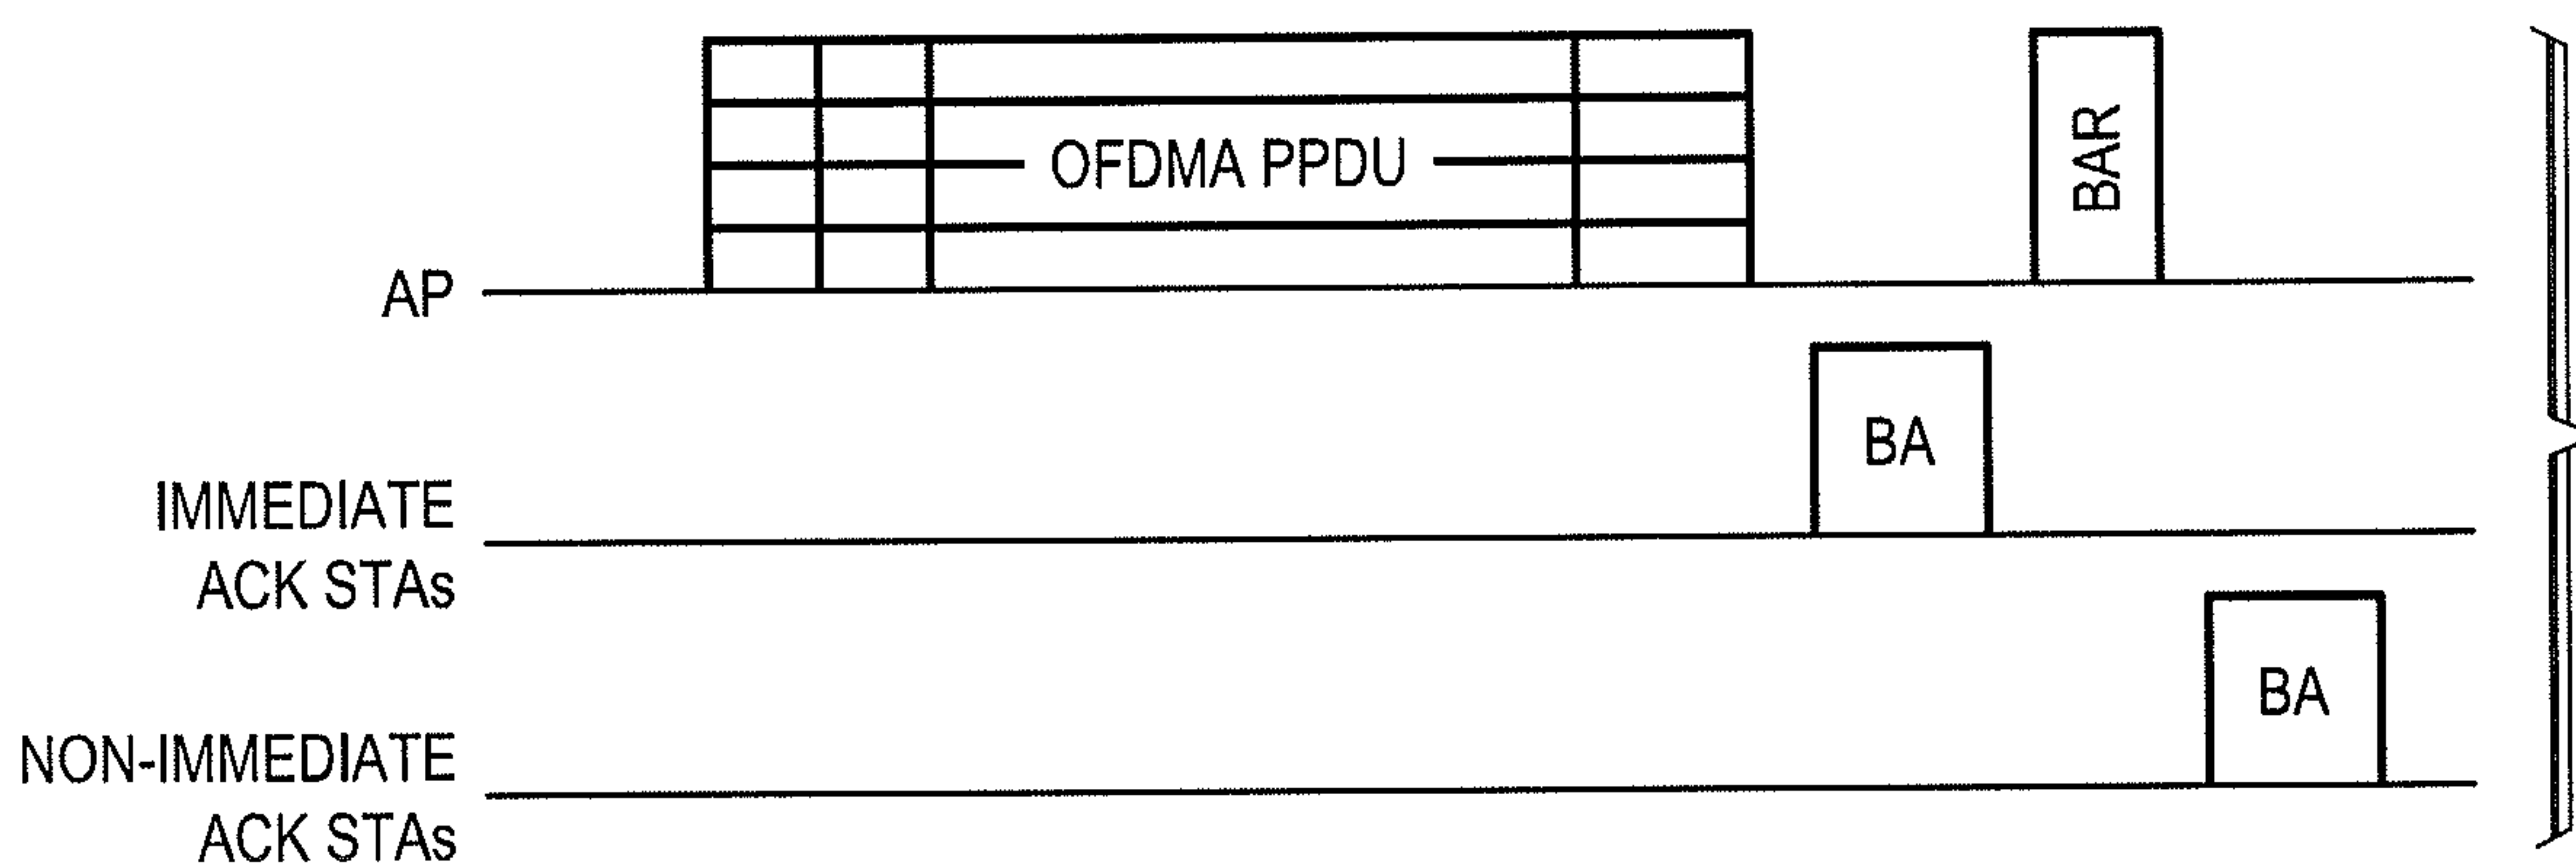 OFDMA PPDU
BAR
AP
BA
IMMEDIATE
ACK STAs
BA
NON-IMMEDIATE
ACK STAs